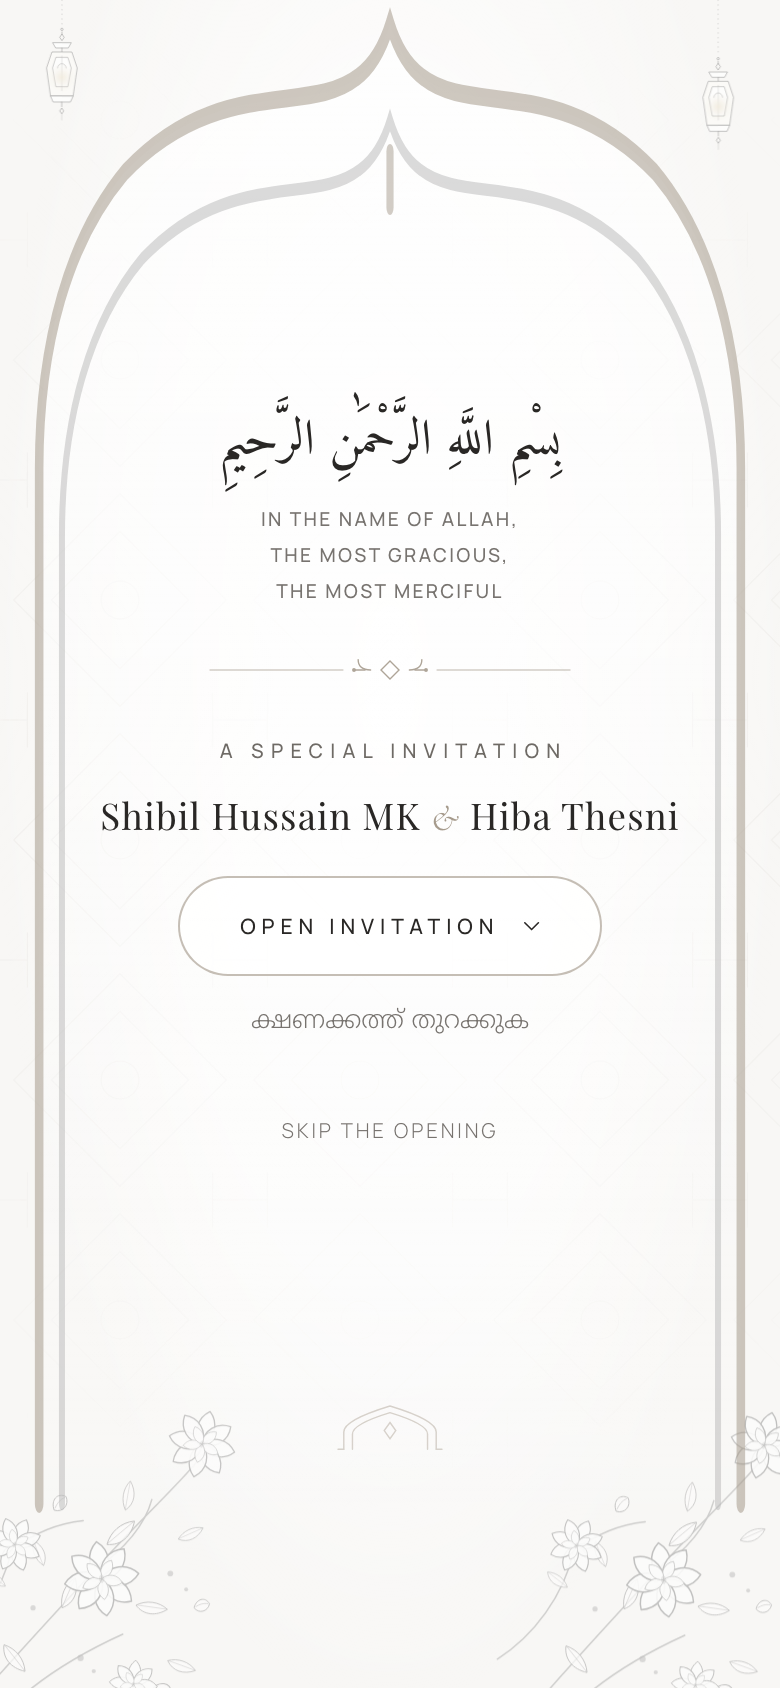 بِسْمِ اللَّهِ الرَّحْمَٰنِ الرَّحِيمِ
IN THE NAME OF ALLAH,
THE MOST GRACIOUS,
THE MOST MERCIFUL
A SPECIAL INVITATION
Shibil Hussain MK & Hiba Thesni
OPEN INVITATION
ക്ഷണക്കത്ത് തുറക്കുക
SKIP THE OPENING